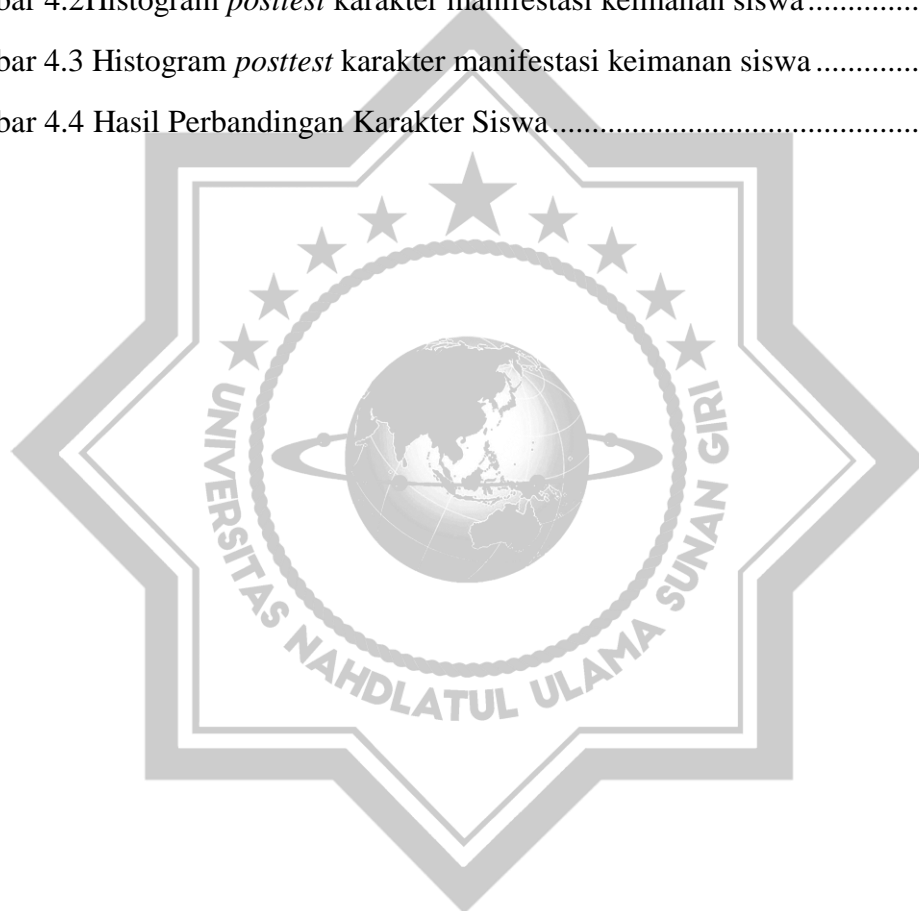 bar 4.2Histogram posttest karakter manifestasi keimanan siswa..............
bar 4.3 Histogram posttest karakter manifestasi keimanan siswa.............
bar 4.4 Hasil Perbandingan Karakter Siswa..............................................
UNIVERSITAS NAHDLATUL ULAMA SUNAN GIRI